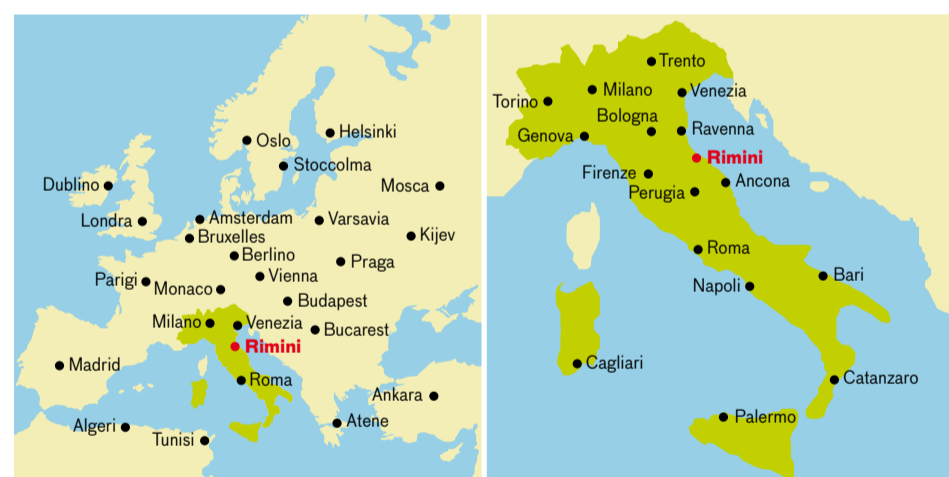 Oslo
Helsinki
Stoccolma
Dublino
Mosca
Londra
Amsterdam
Varsavia
Bruxelles
Kijev
Berlino
Praga
Parigi
Vienna
Monaco
Budapest
Milano
Venezia
Bucarest
Rimini
Madrid
Roma
Ankara
Atene
Algeri
Tunisi
Trento
Milano
Venezia
Torino
Bologna
Genova
Ravenna
Rimini
Firenze
Ancona
Perugia
Roma
Bari
Napoli
Cagliari
Catanzaro
Palermo